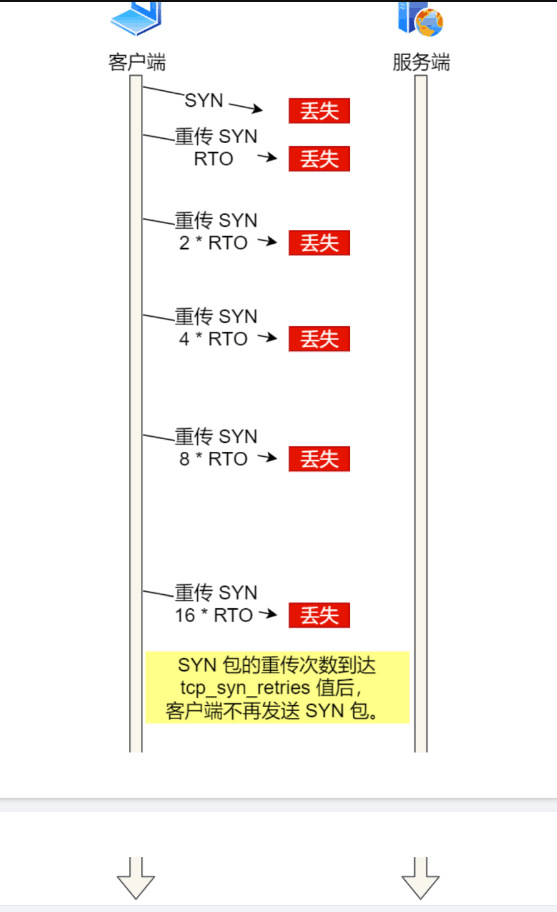 客户端
服务端
SYN
丢失
重传 SYN
RTO
丢失
重传 SYN
2 * RTO
丢失
重传 SYN
4 * RTO
丢失
重传 SYN
8 * RTO
丢失
重传 SYN
16 * RTO
丢失
SYN 包的重传次数到达
tcp_syn_retries 值后，
客户端不再发送 SYN 包。